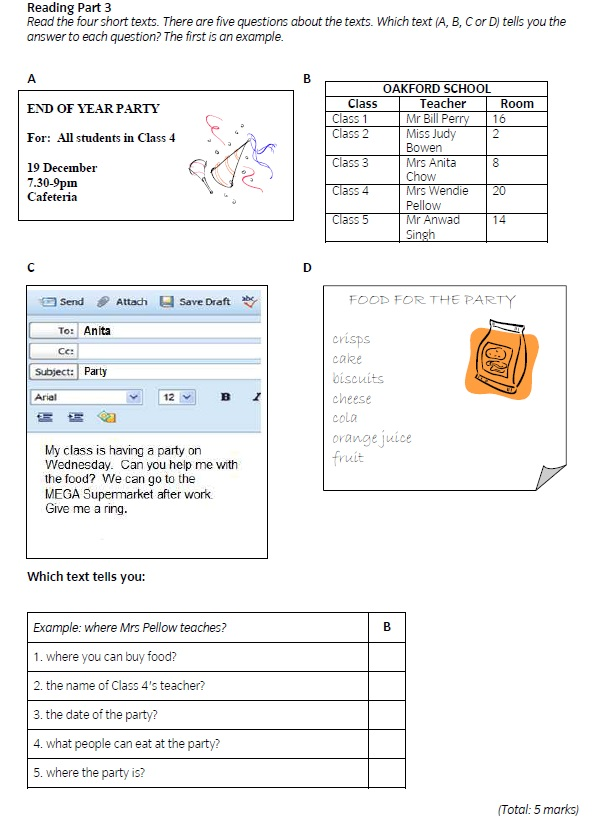 Reading Part 3
Read the four short texts. There are five questions about the texts. Which text (A, B, C or D) tells you the
answer to each question? The first is an example.
A
END OF YEAR PARTY
For: All students in Class 4
19 December
7.30-9pm
Cafeteria
B
OAKFORD SCHOOL
Class Teacher Room
Class 1 Mr Bill Perry 16
Class 2 Miss Judy Bowen 2
Class 3 Mrs Anita Chow 8
Class 4 Mrs Wendie Pellow 20
Class 5 Mr Anwad Singh 14
C
Send Attach Save Draft abc
To: Anita
Cc:
Subject: Party
Arial 12 B I
My class is having a party on
Wednesday. Can you help me with
the food? We can go to the
MEGA Supermarket after work.
Give me a ring.
D
FOOD FOR THE PARTY
crisps
cake
biscuits
cheese
cola
orange juice
fruit
Which text tells you:
Example: where Mrs Pellow teaches? B
1. where you can buy food?
2. the name of Class 4's teacher?
3. the date of the party?
4. what people can eat at the party?
5. where the party is?
(Total: 5 marks)